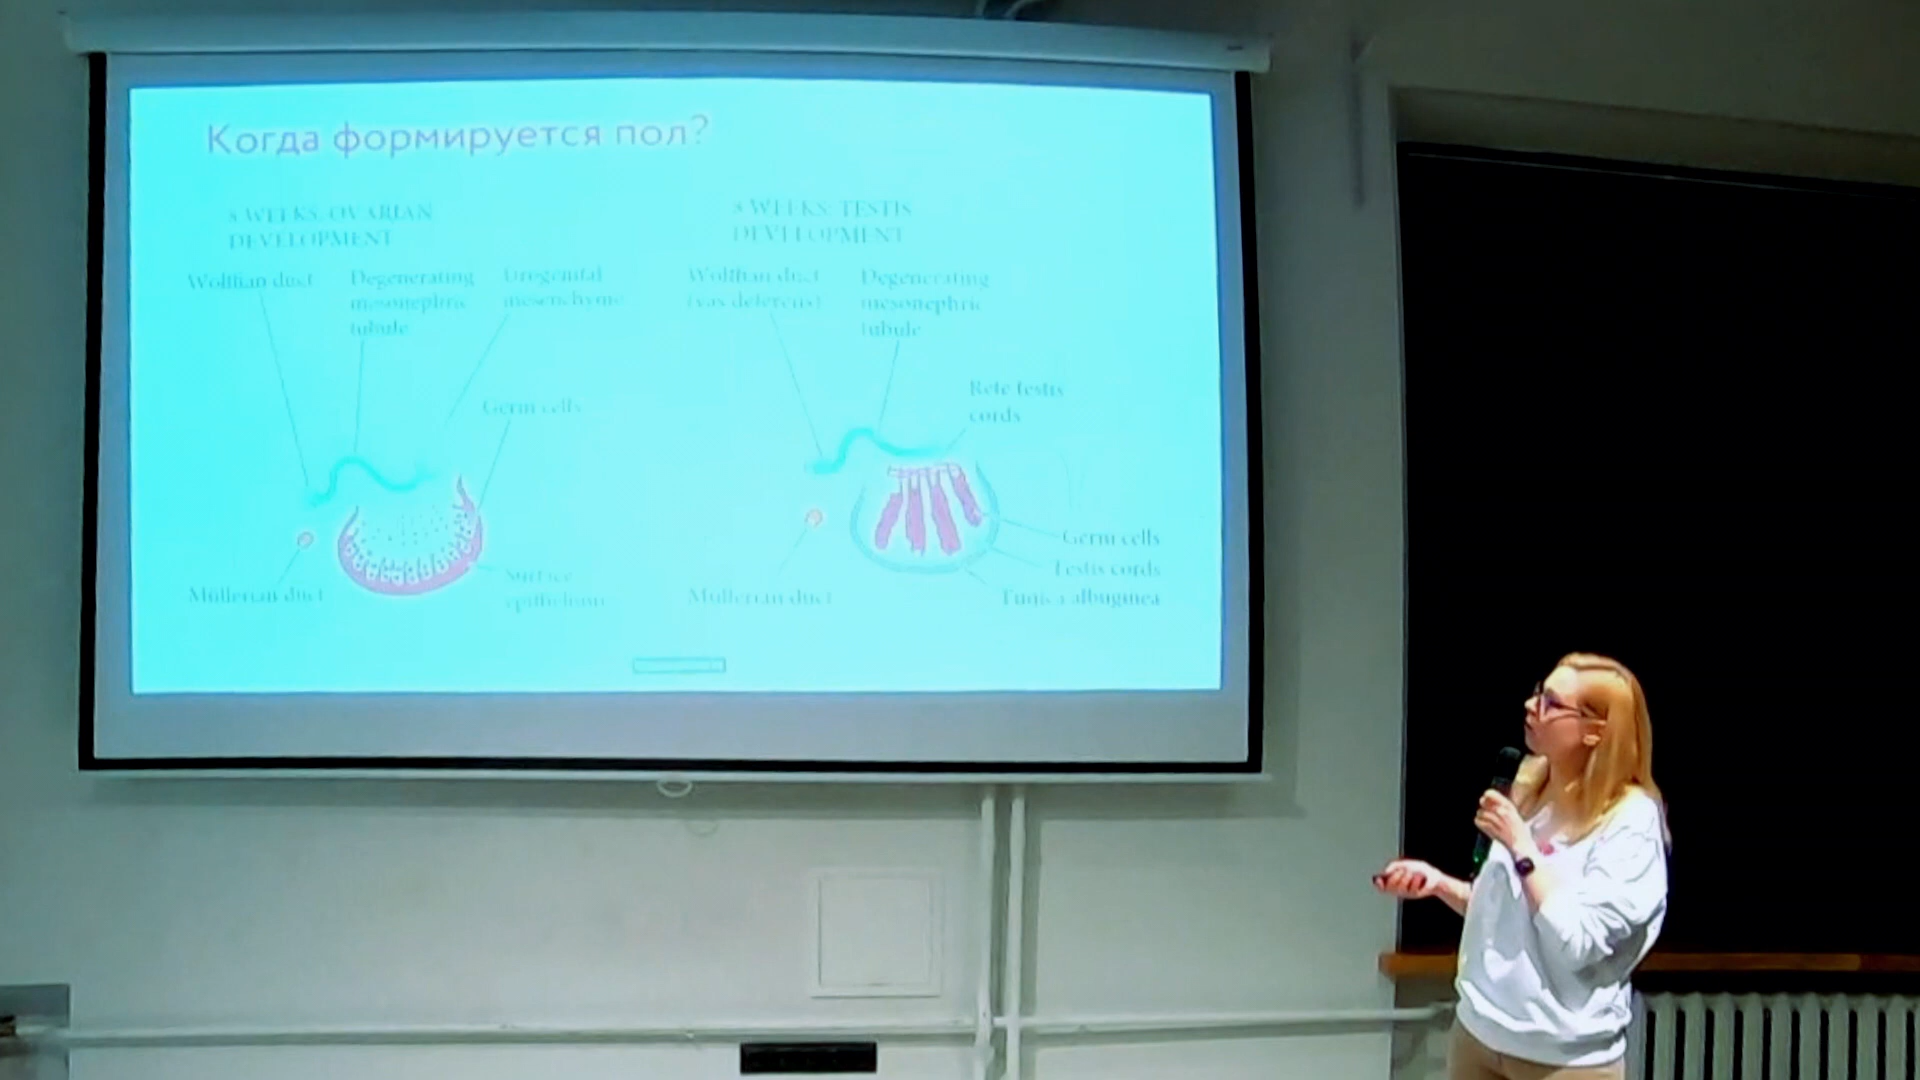 Когда формируется пол?
8 WEEKS: OVARIAN
DEVELOPMENT
Wolffian duct
Degenerating
mesonephric
tubule
Urogenital
mesenchyme
Germ cells
Müllerian duct
Surface
epithelium
8 WEEKS: TESTIS
DEVELOPMENT
Wolffian duct
(vas deferens)
Degenerating
mesonephric
tubule
Rete testis
cords
Germ cells
Testis cords
Tunica albuginea
Müllerian duct